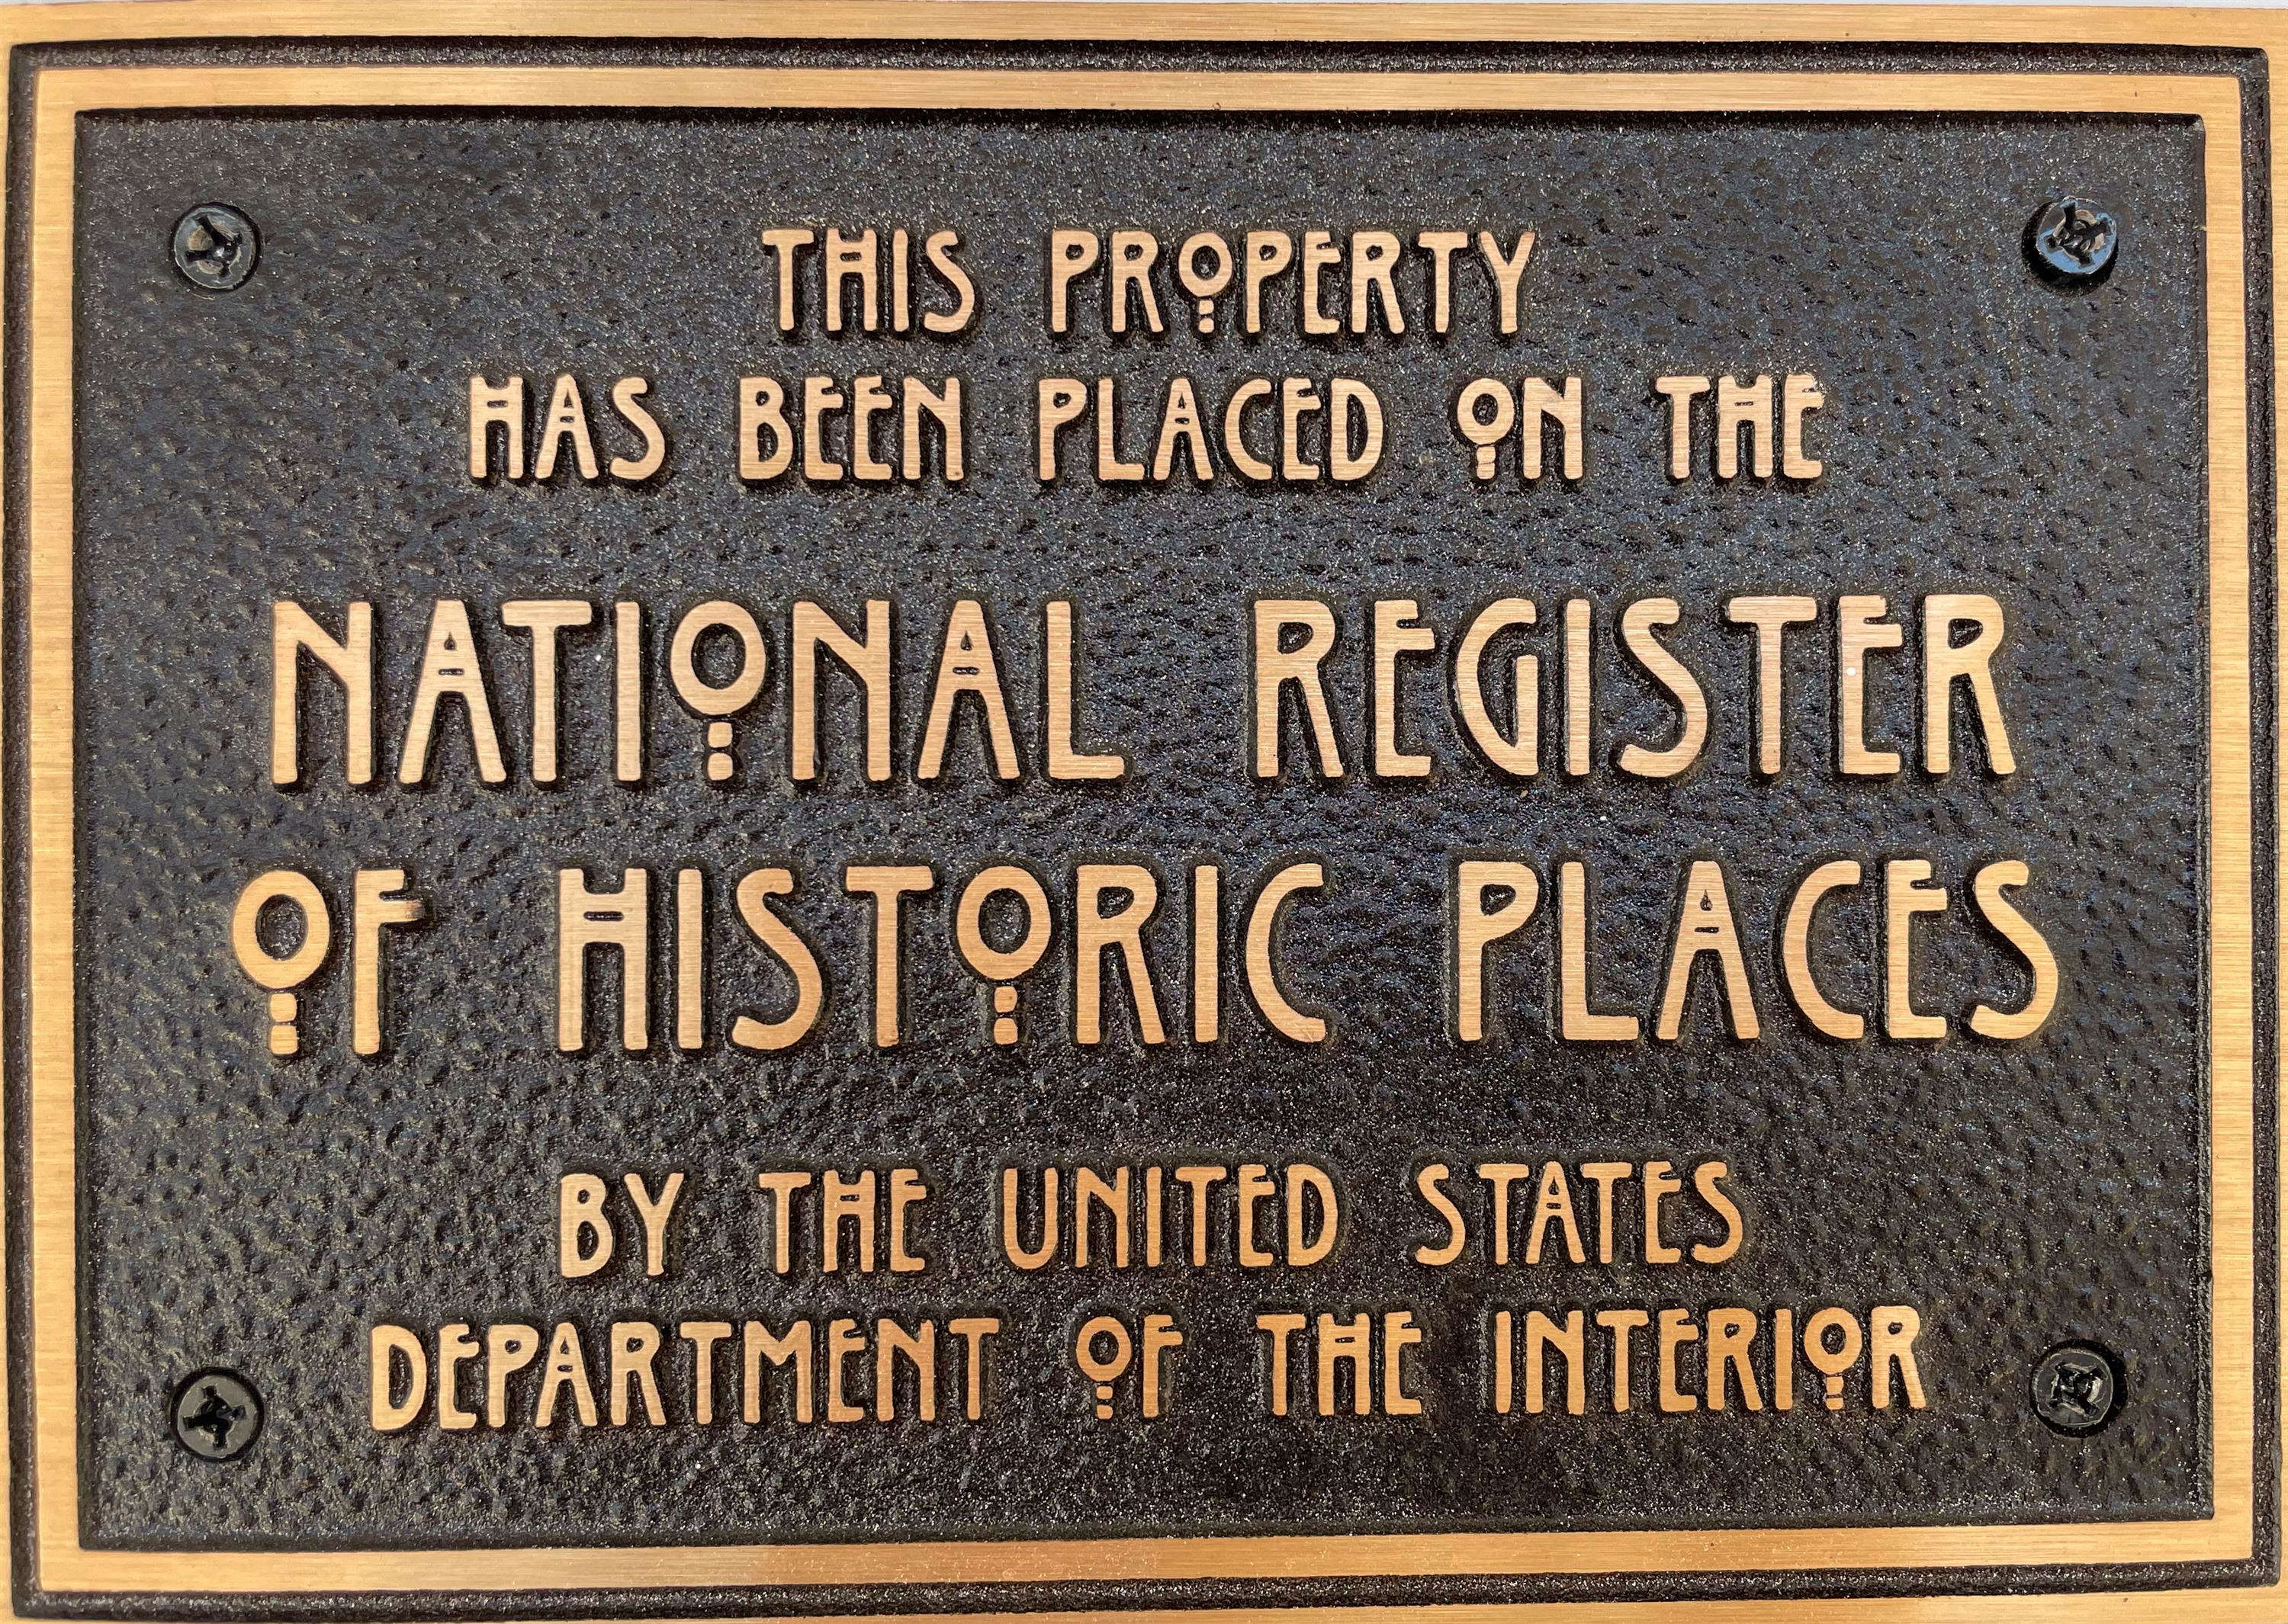 THIS PROPERTY
HAS BEEN PLACED ON THE
NATIONAL REGISTER
OF HISTORIC PLACES
BY THE UNITED STATES
DEPARTMENT OF THE INTERIOR